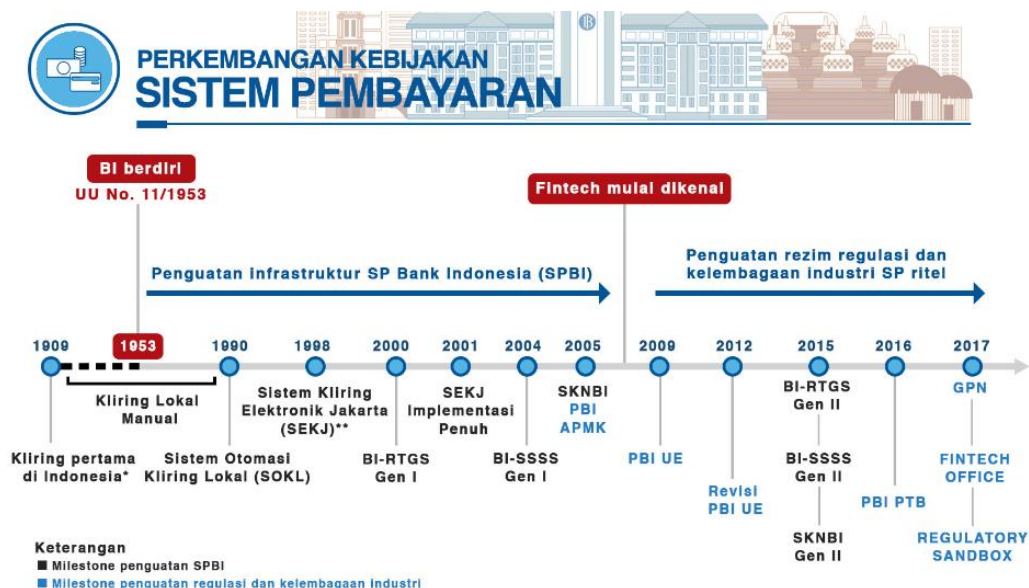 PERKEMBANGAN KEBIJAKAN
SISTEM PEMBAYARAN
BI berdiri
UU No. 11/1953
Fintech mulai dikenal
Penguatan infrastruktur SP Bank Indonesia (SPBI)
Penguatan rezim regulasi dan
kelembagaan industri SP ritel
1909
1953
1990
1998
2000
2001
2004
2005
2009
2012
2015
2016
2017
Kliring pertama
di Indonesia*
Kliring Lokal
Manual
Sistem Otomasi
Kliring Lokal (SOKL)
Sistem Kliring
Elektronik Jakarta
(SEKJ)**
BI-RTGS
Gen I
SEKJ
Implementasi
Penuh
BI-SSSS
Gen I
SKNBI
PBI
APMK
PBI UE
Revisi
PBI UE
BI-RTGS
Gen II
BI-SSSS
Gen II
SKNBI
Gen II
PBI PTB
GPN
FINTECH
OFFICE
REGULATORY
SANDBOX
Keterangan
Milestone penguatan SPBI
Milestone penguatan regulasi dan kelembagaan industri